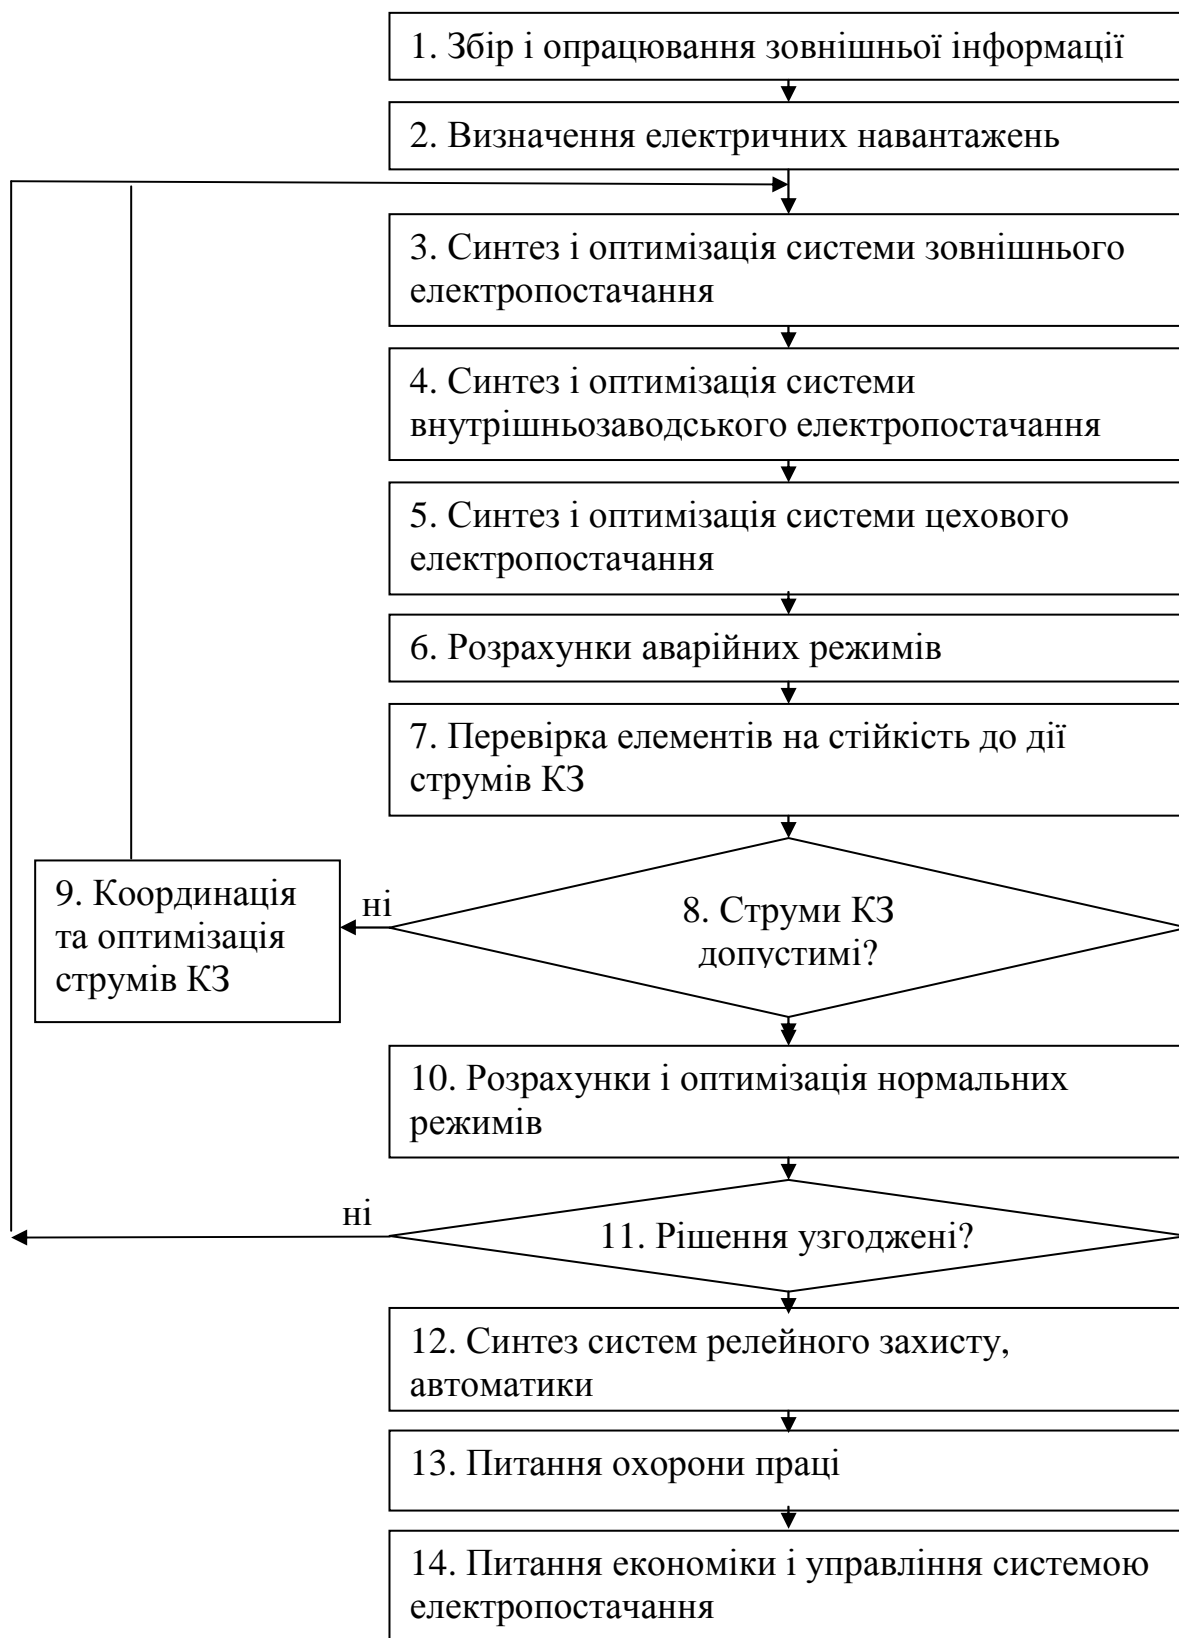 1. Збір і опрацювання зовнішньої інформації
2. Визначення електричних навантажень
3. Синтез і оптимізація системи зовнішнього
електропостачання
4. Синтез і оптимізація системи
внутрішньозаводського електропостачання
5. Синтез і оптимізація системи цехового
електропостачання
6. Розрахунки аварійних режимів
7. Перевірка елементів на стійкість до дії
струмів КЗ
8. Струми КЗ
допустимі?
ні
9. Координація
та оптимізація
струмів КЗ
10. Розрахунки і оптимізація нормальних
режимів
11. Рішення узгоджені?
ні
12. Синтез систем релейного захисту,
автоматики
13. Питання охорони праці
14. Питання економіки і управління системою
електропостачання